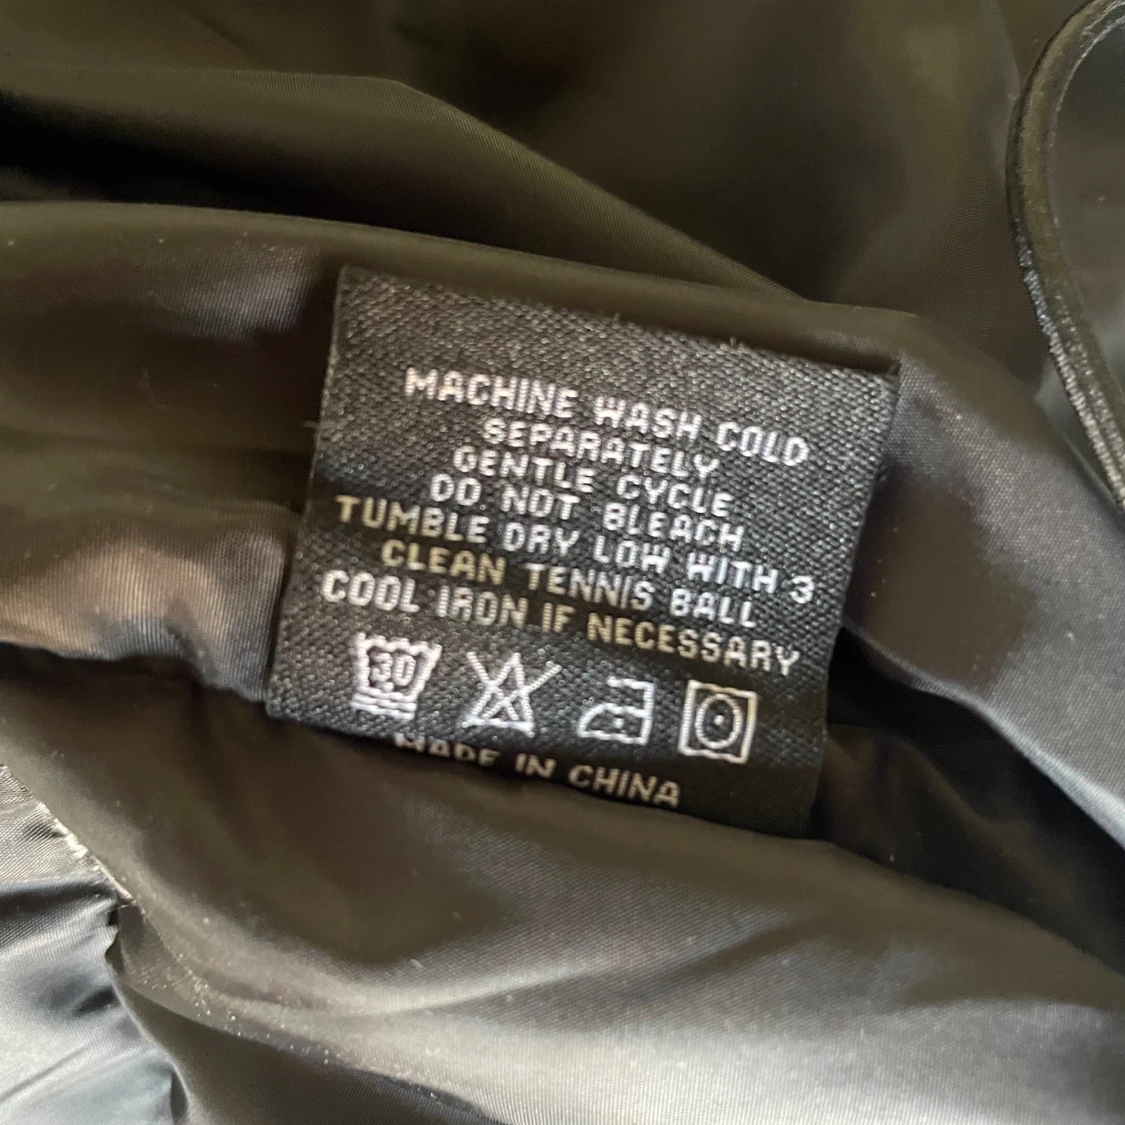 MACHINE WASH COLD
SEPARATELY
GENTLE CYCLE
DO NOT BLEACH
TUMBLE DRY LOW WITH 3
CLEAN TENNIS BALL
COOL IRON IF NECESSARY
30
MADE IN CHINA